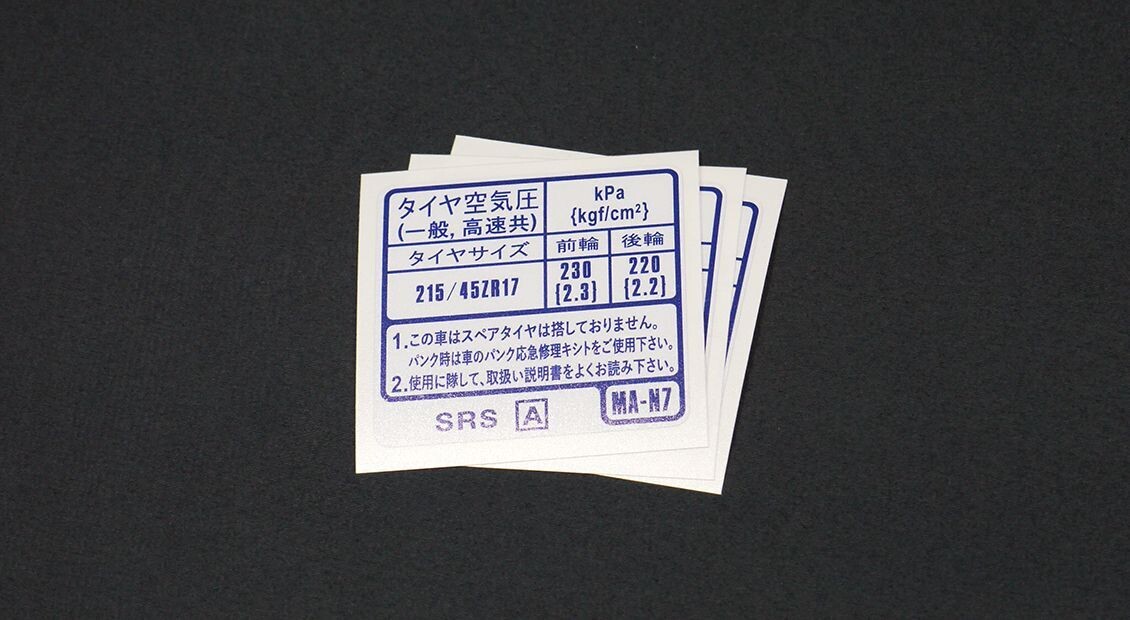 タイヤ空気圧
(一般,高速共)
kPa
{kgf/cm²}
タイヤサイズ
前輪
後輪
215/45ZR17
230
{2.3}
220
{2.2}
1.この車はスペアタイヤは搭しておりません。
パンク時は車のパンク応急修理キシトをご使用下さい。
2.使用に隊して、取扱い説明書をよくお読み下さい。
MA-N7
SRS A